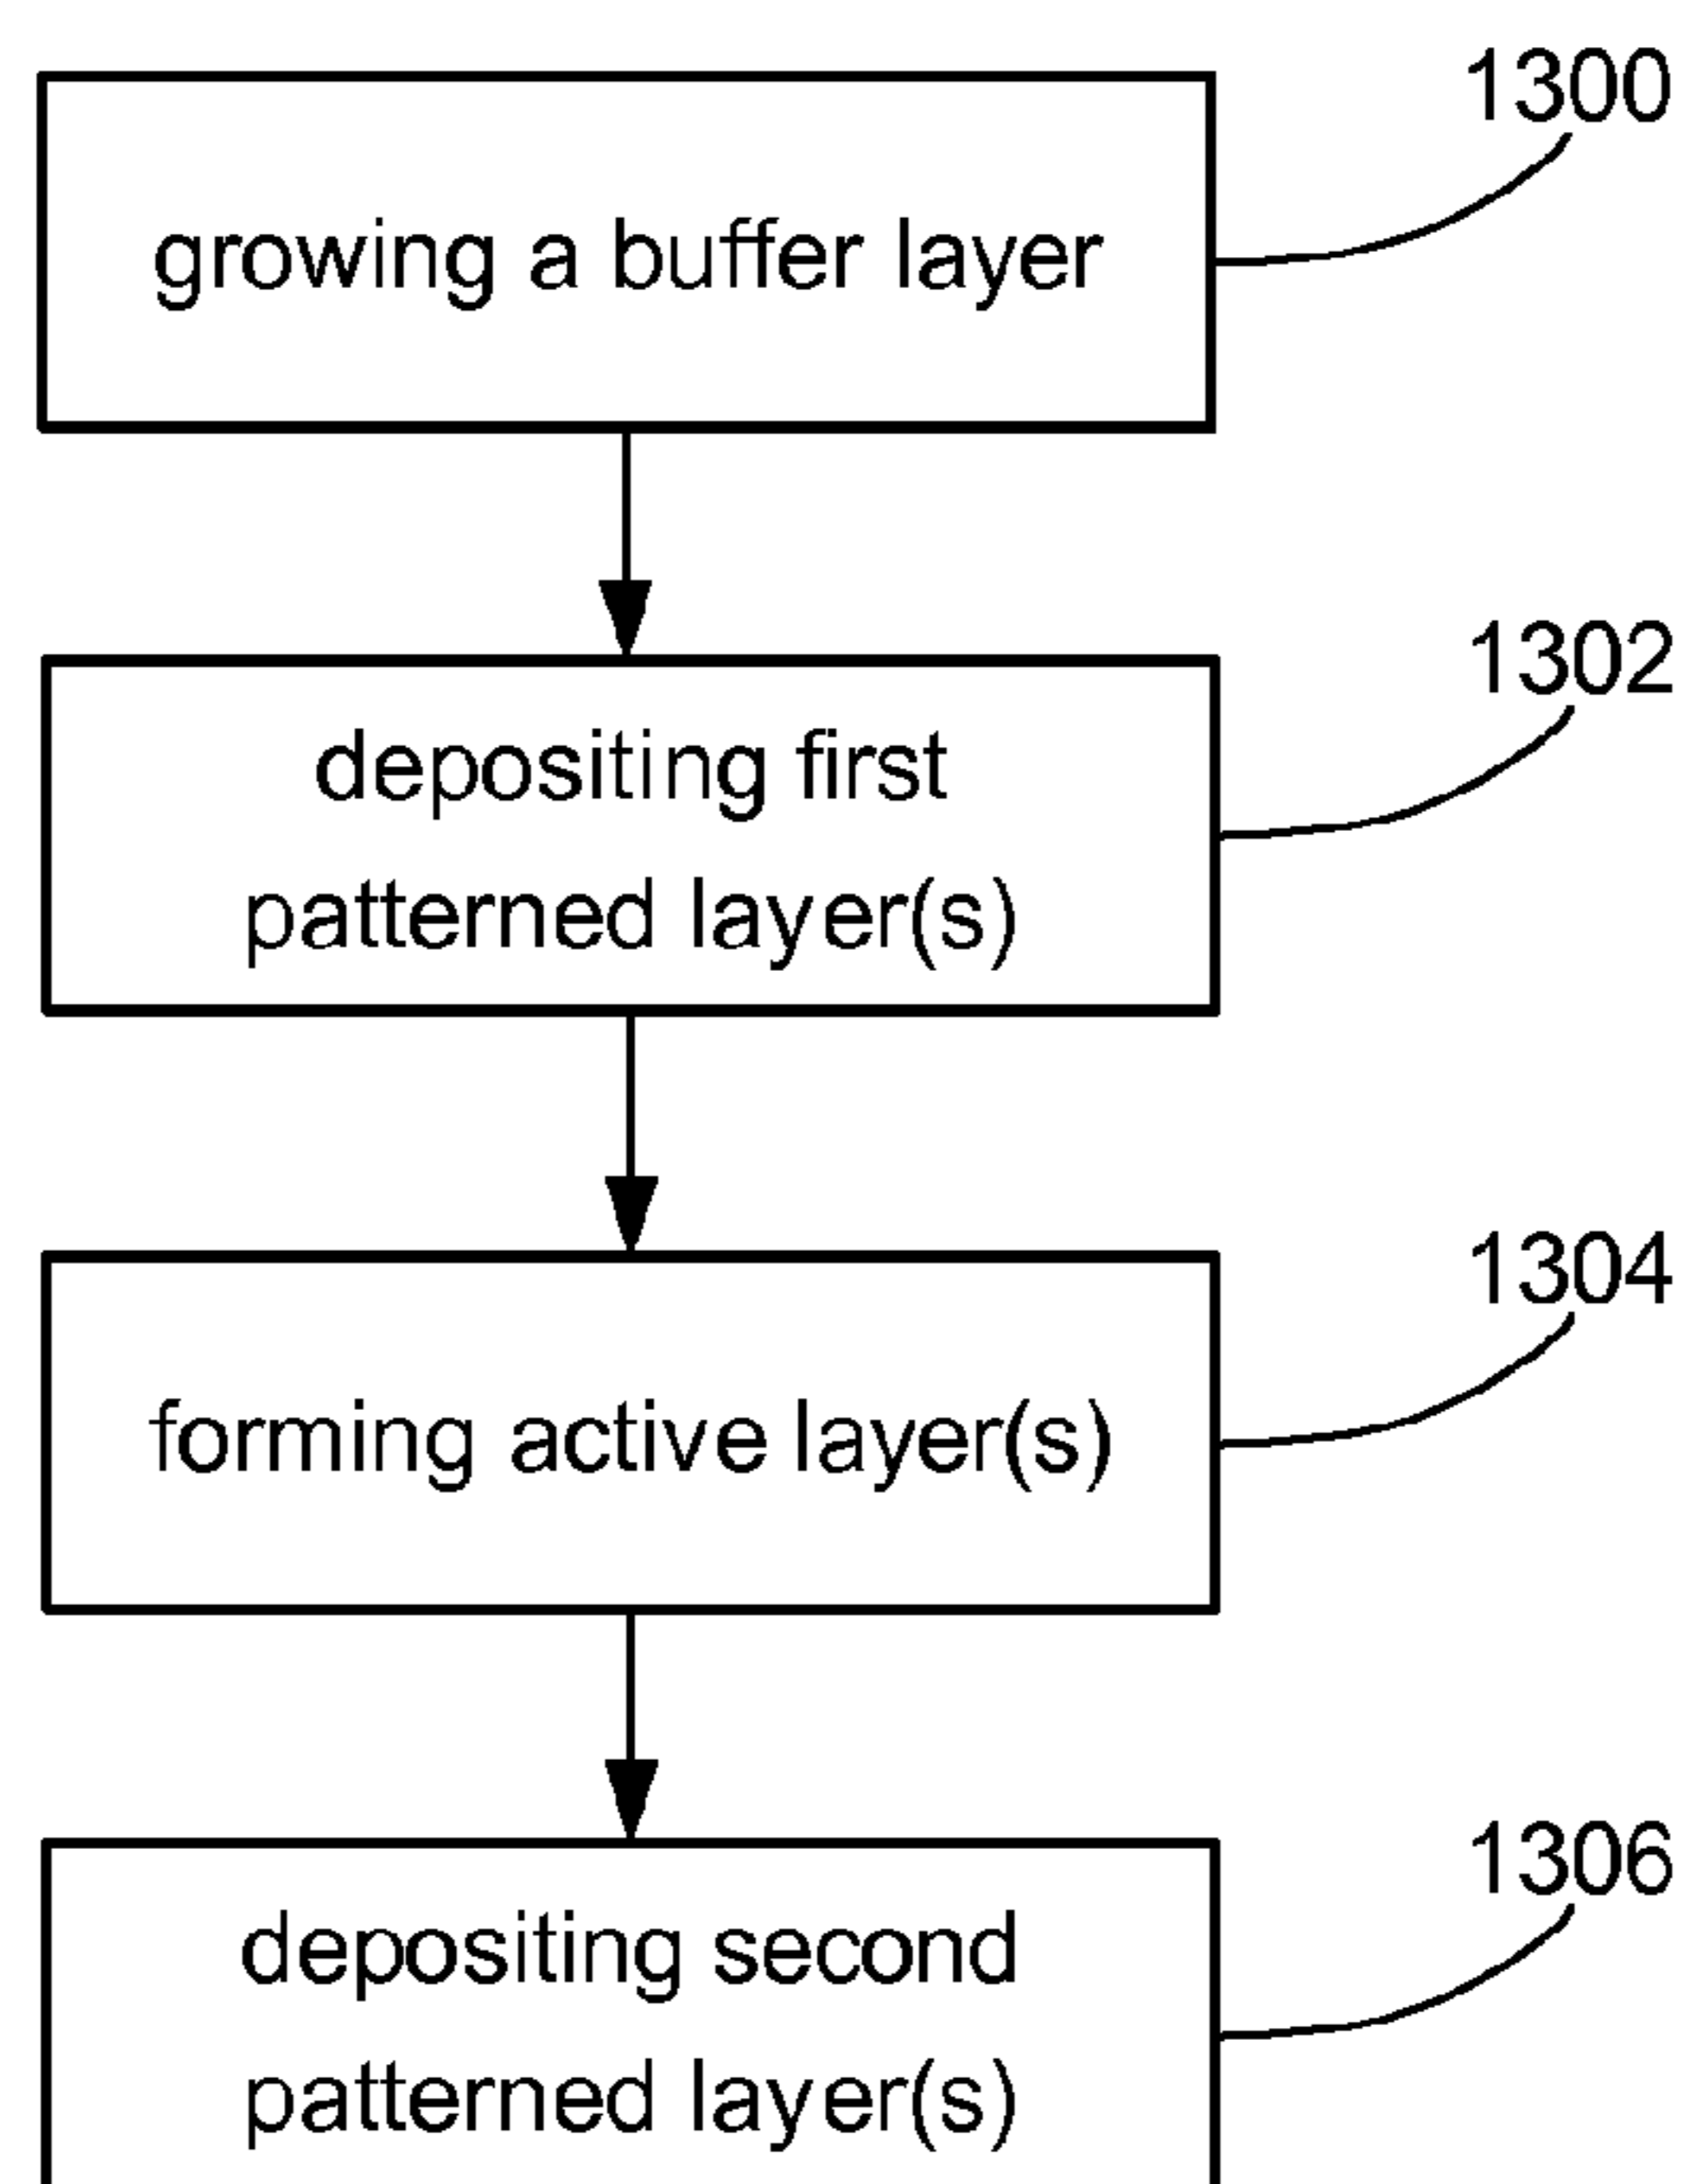 1300
growing a buffer layer
1302
depositing first
patterned layer(s)
1304
forming active layer(s)
1306
depositing second
patterned layer(s)